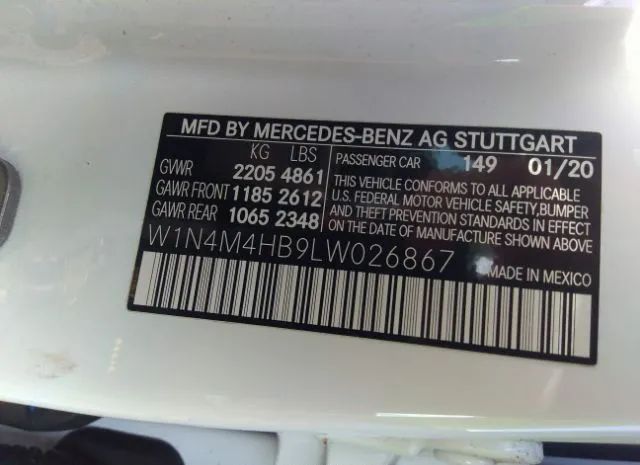 MFD BY MERCEDES-BENZ AG STUTTGART
KG LBS
GVWR 2205 4861
GAWR FRONT 1185 2612
GAWR REAR 1065 2348
PASSENGER CAR 149 01/20
THIS VEHICLE CONFORMS TO ALL APPLICABLE
U.S. FEDERAL MOTOR VEHICLE SAFETY, BUMPER
AND THEFT PREVENTION STANDARDS IN EFFECT
ON THE DATE OF MANUFACTURE SHOWN ABOVE.
W1N4M4HB9LW026867
MADE IN MEXICO